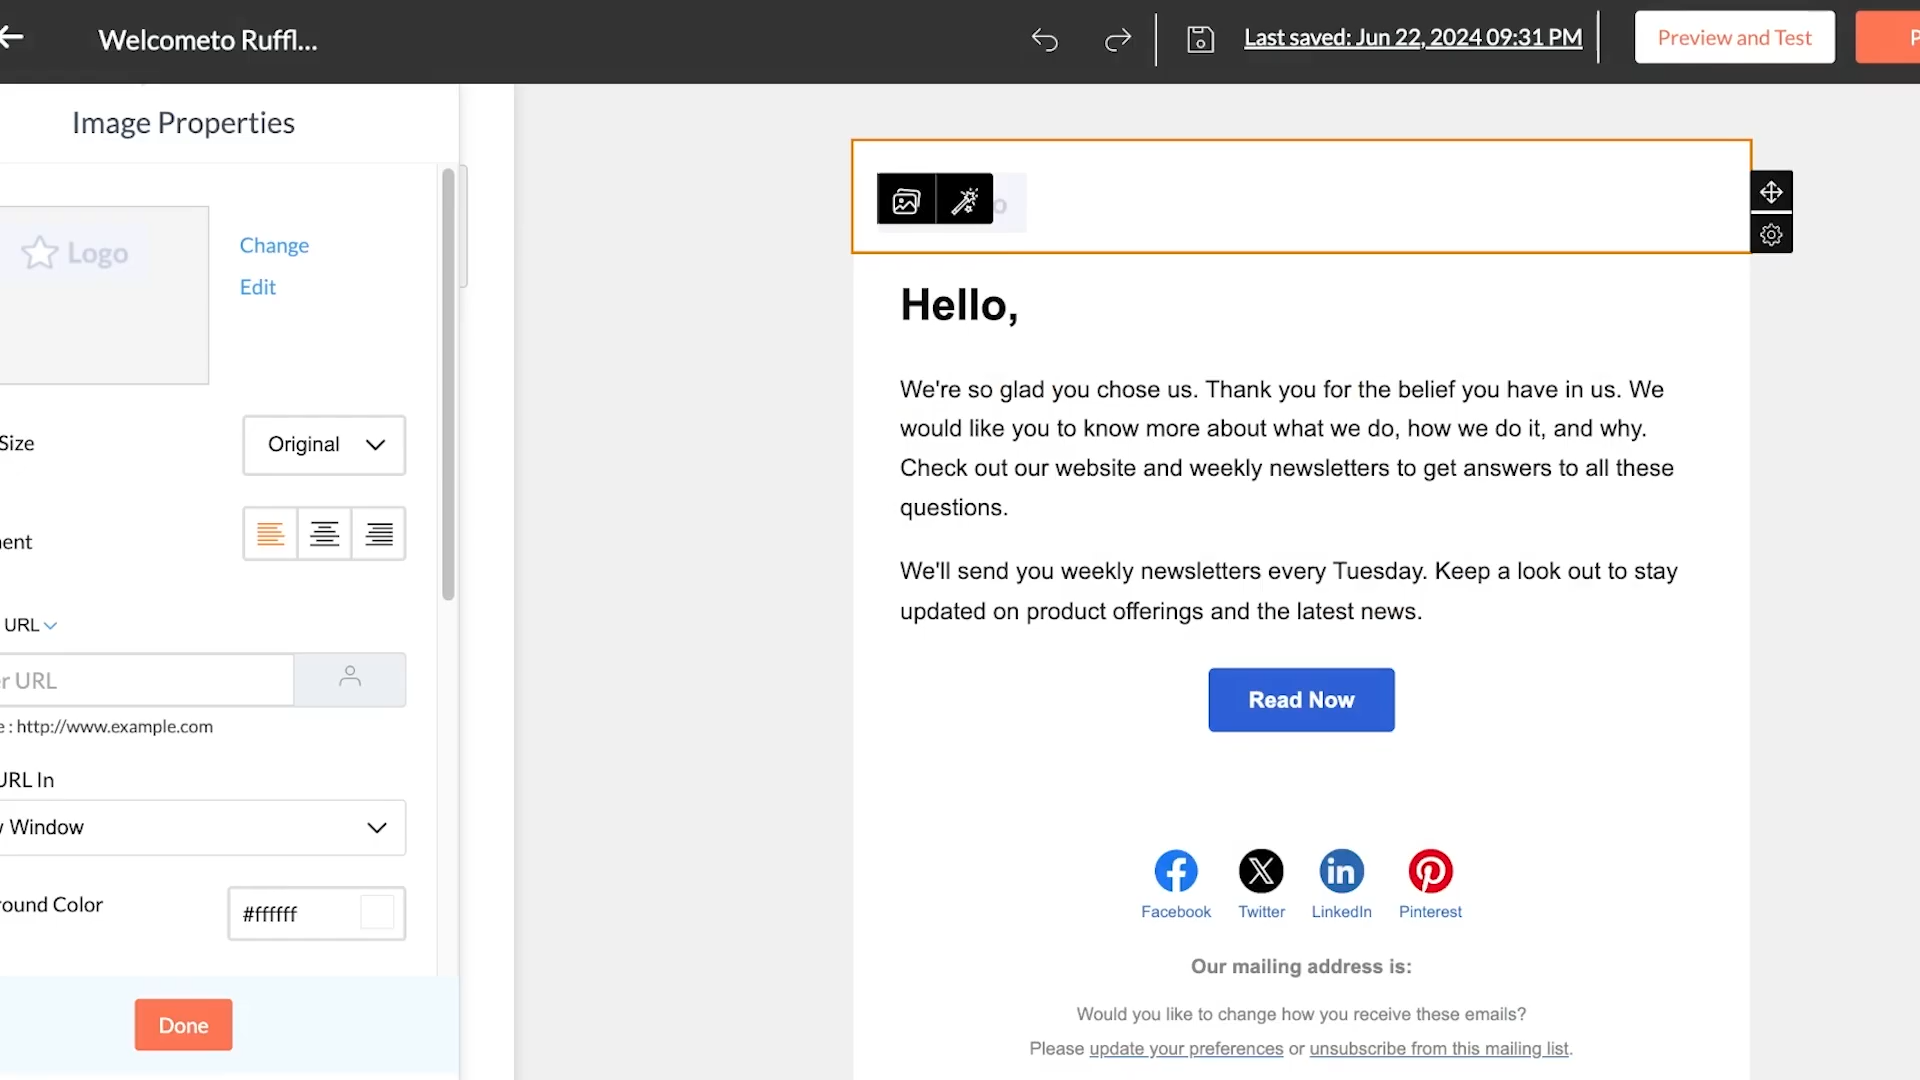 Welcometo Ruffl...
Last saved: Jun 22, 2024 09:31 PM
Preview and Test
P
Image Properties
Logo
Change
Edit
Size
Original
ent
URL
r URL
e : http://www.example.com
URL In
Window
ound Color
#ffffff
Done
o
Hello,
We're so glad you chose us. Thank you for the belief you have in us. We
would like you to know more about what we do, how we do it, and why.
Check out our website and weekly newsletters to get answers to all these
questions.
We'll send you weekly newsletters every Tuesday. Keep a look out to stay
updated on product offerings and the latest news.
Read Now
Facebook Twitter LinkedIn Pinterest
Our mailing address is:
Would you like to change how you receive these emails?
Please update your preferences or unsubscribe from this mailing list.